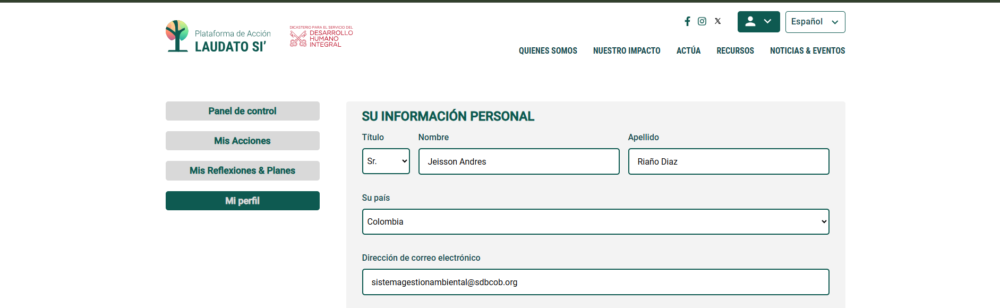 Plataforma de Acción
LAUDATO SI’
DICASTERIO PARA EL SERVICIO DEL
DESARROLLO
HUMANO
INTEGRAL
Español
QUIENES SOMOS NUESTRO IMPACTO ACTÚA RECURSOS NOTICIAS & EVENTOS
Panel de control
Mis Acciones
Mis Reflexiones & Planes
Mi perfil
SU INFORMACIÓN PERSONAL
Título Nombre Apellido
Sr. Jeisson Andres Riaño Diaz
Su país
Colombia
Dirección de correo electrónico
sistemagestionambiental@sdbcob.org